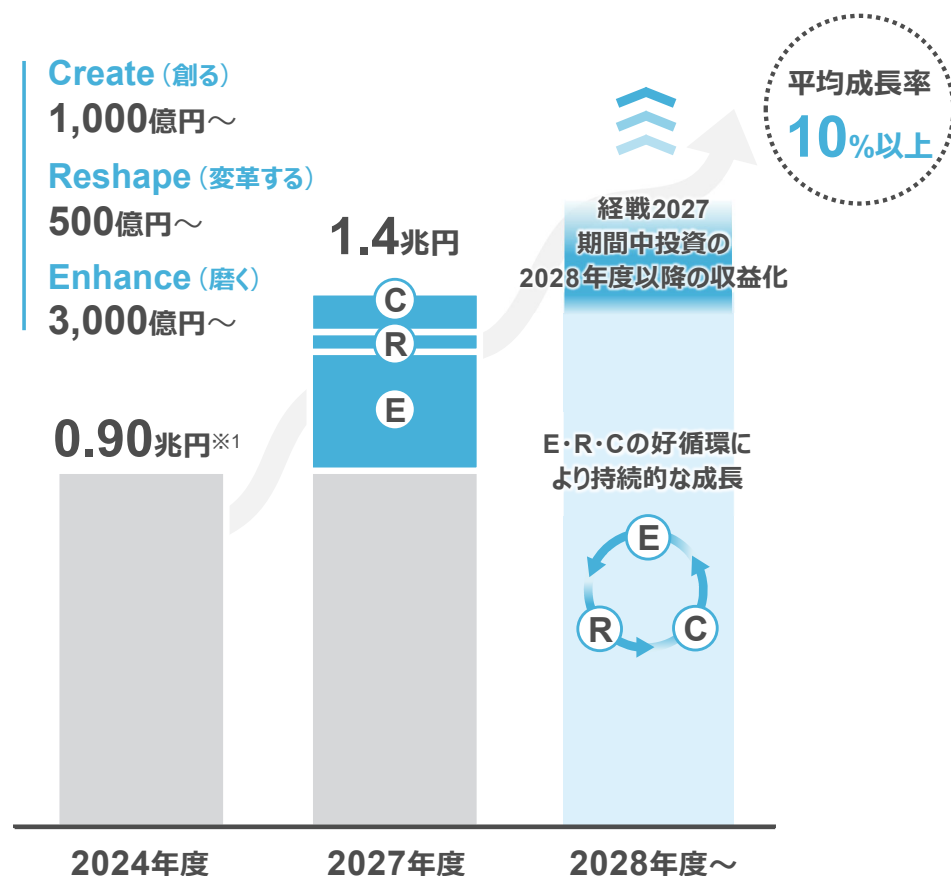 Create（創る）
1,000億円～
Reshape（変革する）
500億円～
Enhance（磨く）
3,000億円～
平均成長率
10%以上
経戦2027
期間中投資の
2028年度以降の収益化
1.4兆円
C
R
E
0.90兆円※1
E・R・Cの好循環に
より持続的な成長
E
R
C
2024年度
2027年度
2028年度～